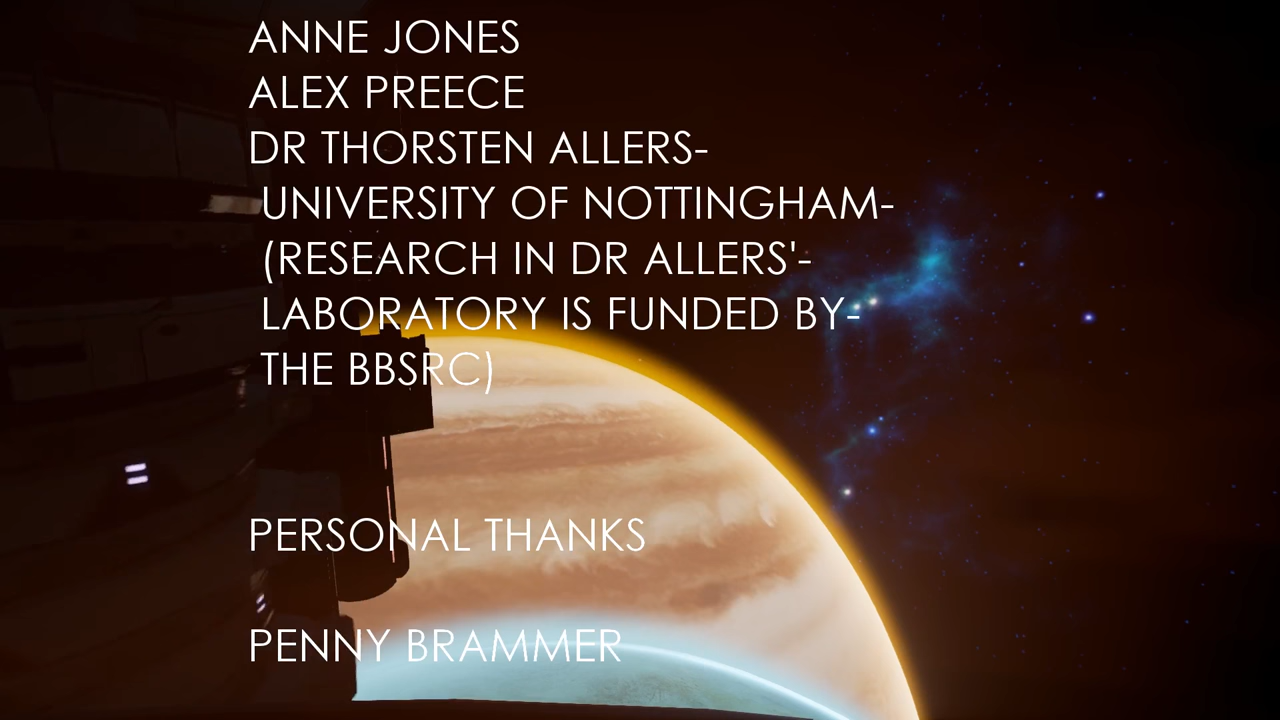 ANNE JONES
ALEX PREECE
DR THORSTEN ALLERS-
UNIVERSITY OF NOTTINGHAM-
(RESEARCH IN DR ALLERS'-
LABORATORY IS FUNDED BY-
THE BBSRC)
PERSONAL THANKS
PENNY BRAMMER